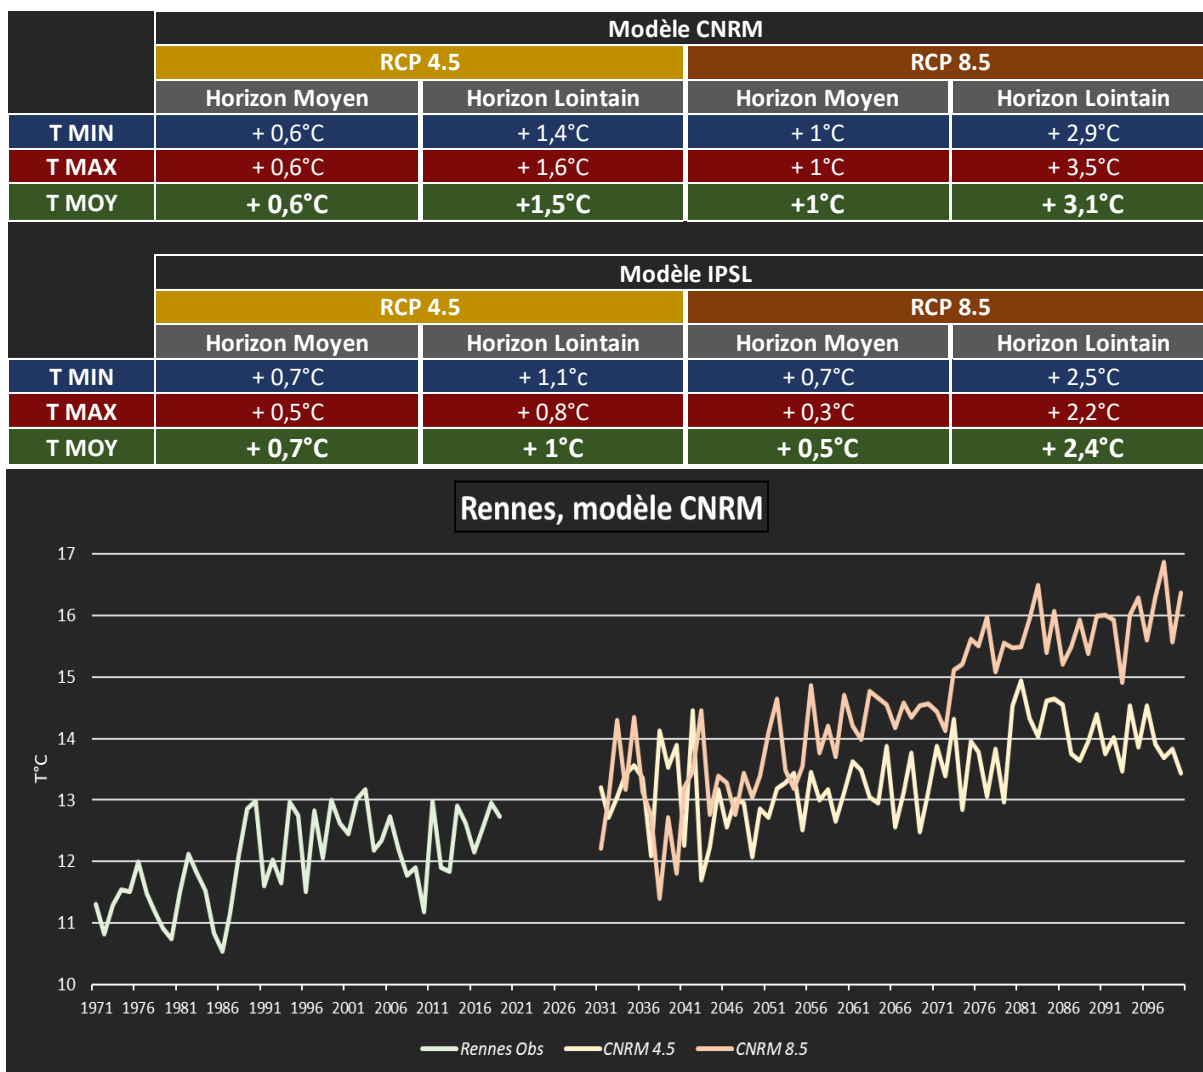 Modèle CNRM
RCP 4.5 RCP 8.5
Horizon Moyen Horizon Lointain Horizon Moyen Horizon Lointain
T MIN + 0,6°C + 1,4°C + 1°C + 2,9°C
T MAX + 0,6°C + 1,6°C + 1°C + 3,5°C
T MOY + 0,6°C +1,5°C +1°C + 3,1°C
Modèle IPSL
RCP 4.5 RCP 8.5
Horizon Moyen Horizon Lointain Horizon Moyen Horizon Lointain
T MIN + 0,7°C + 1,1°c + 0,7°C + 2,5°C
T MAX + 0,5°C + 0,8°C + 0,3°C + 2,2°C
T MOY + 0,7°C + 1°C + 0,5°C + 2,4°C
Rennes, modèle CNRM
17
16
15
14
13
12
11
10
T°C
1971 1976 1981 1986 1991 1996 2001 2006 2011 2016 2021 2026 2031 2036 2041 2046 2051 2056 2061 2066 2071 2076 2081 2086 2091 2096
Rennes Obs CNRM 4.5 CNRM 8.5